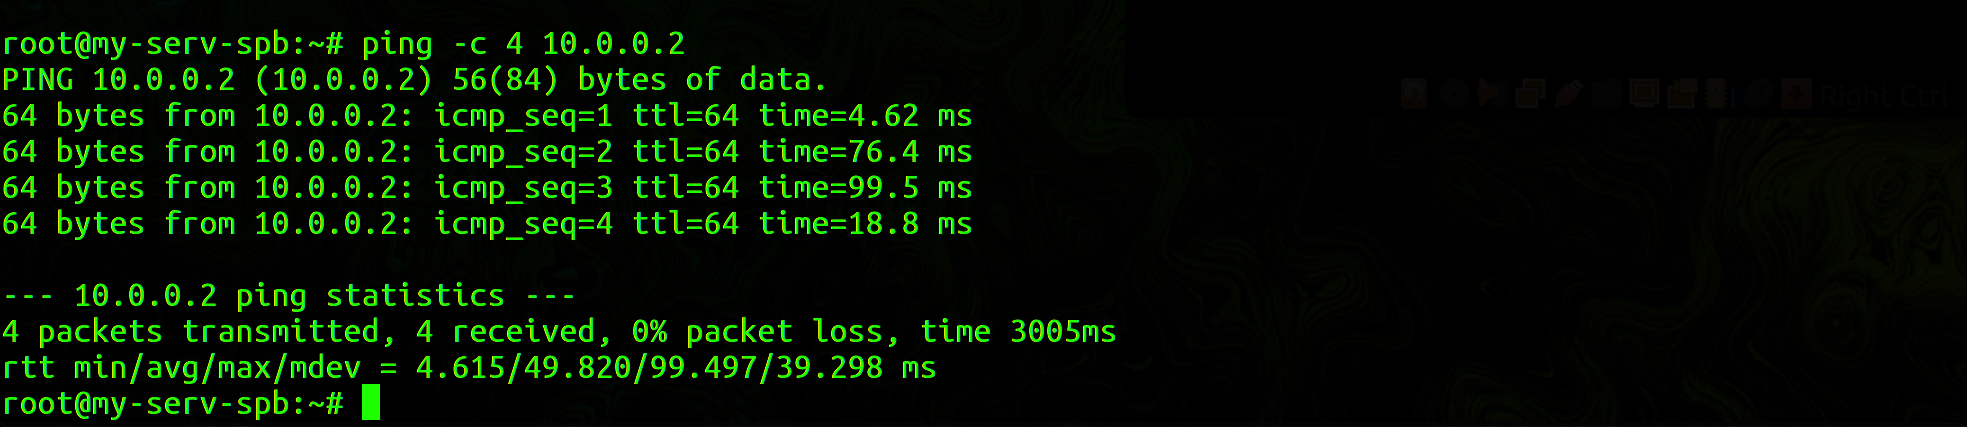 root@my-serv-spb:~# ping -c 4 10.0.0.2
PING 10.0.0.2 (10.0.0.2) 56(84) bytes of data.
64 bytes from 10.0.0.2: icmp_seq=1 ttl=64 time=4.62 ms
64 bytes from 10.0.0.2: icmp_seq=2 ttl=64 time=76.4 ms
64 bytes from 10.0.0.2: icmp_seq=3 ttl=64 time=99.5 ms
64 bytes from 10.0.0.2: icmp_seq=4 ttl=64 time=18.8 ms

--- 10.0.0.2 ping statistics ---
4 packets transmitted, 4 received, 0% packet loss, time 3005ms
rtt min/avg/max/mdev = 4.615/49.820/99.497/39.298 ms
root@my-serv-spb:~#
Right Ctrl